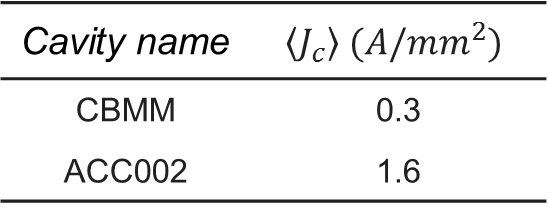 Cavity name ⟨J_c⟩ (A/mm²)
CBMM 0.3
ACC002 1.6